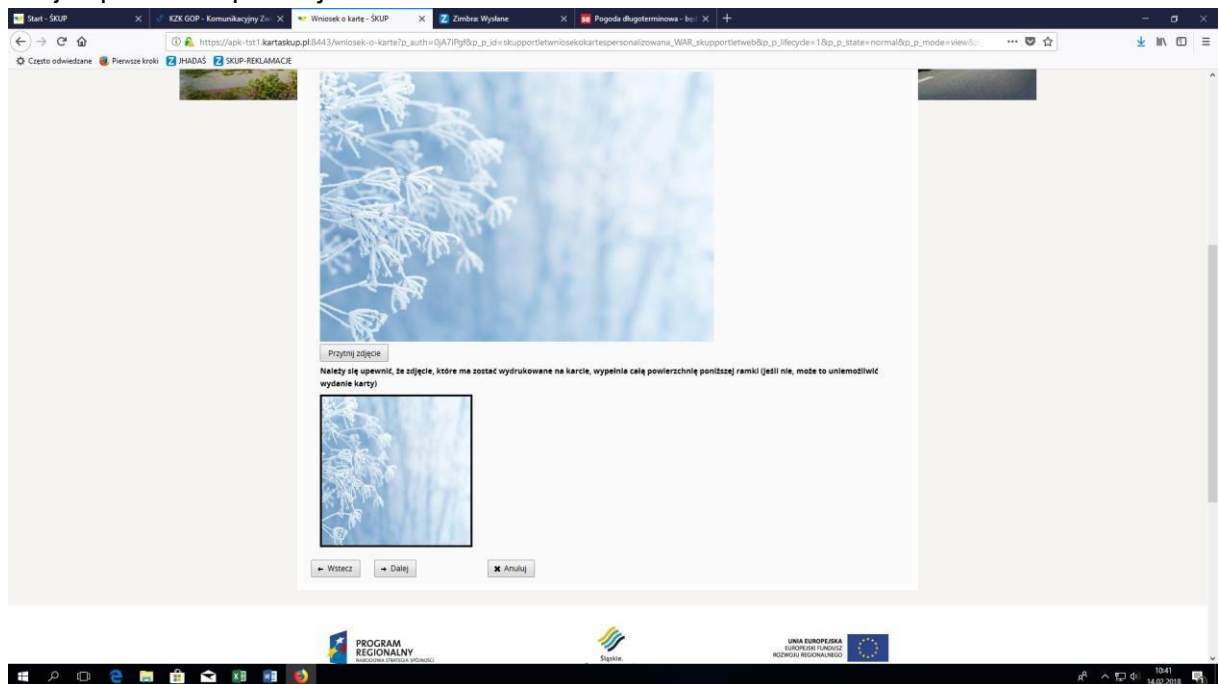 Start - ŚKUP
KZK GOP - Komunikacyjny Zwi
Wniosek o kartę - ŚKUP
Zimbra: Wysłane
Pogoda długoterminowa - bę
https://apk-tst1.kartaskup.pl:8443/wniosek-o-karte?p_auth=0jA7IPgf&p_p_id=skupportletwniosekokartespersonalizowana_WAR_skupportletweb&p_p_lifecycle=1&p_p_state=normal&p_p_mode=view&
Często odwiedzane
Pierwsze kroki
JHADAŚ
SKUP-REKLAMACJE
Przytnij zdjęcie
Należy się upewnić, że zdjęcie, które ma zostać wydrukowane na karcie, wypełnia całą powierzchnię poniższej ramki (jeśli nie, może to uniemożliwić
wydanie karty)
Wstecz
Dalej
Anuluj
PROGRAM
REGIONALNY
NARODOWA STRATEGIA SPÓJNOŚCI
Śląskie.
UNIA EUROPEJSKA
EUROPEJSKI FUNDUSZ
ROZWOJU REGIONALNEGO
10:41
14.02.2018